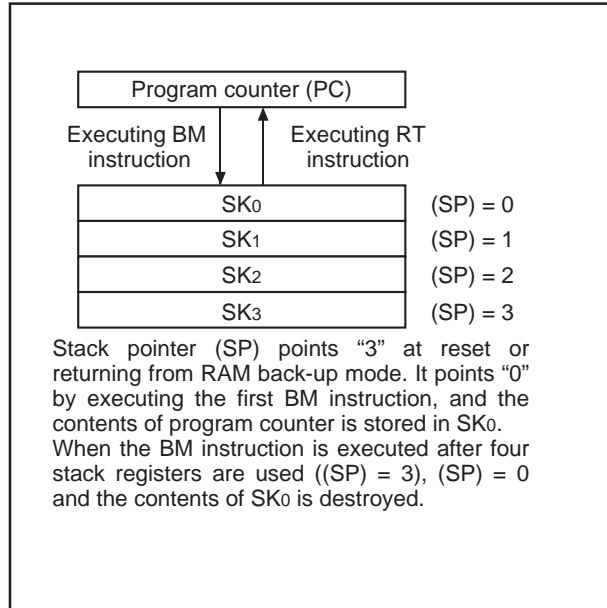 Program counter (PC)
Executing BM instruction
Executing RT instruction
SK0 (SP) = 0
SK1 (SP) = 1
SK2 (SP) = 2
SK3 (SP) = 3
Stack pointer (SP) points “3” at reset or
returning from RAM back-up mode. It points “0”
by executing the first BM instruction, and the
contents of program counter is stored in SK0.
When the BM instruction is executed after four
stack registers are used ((SP) = 3), (SP) = 0
and the contents of SK0 is destroyed.